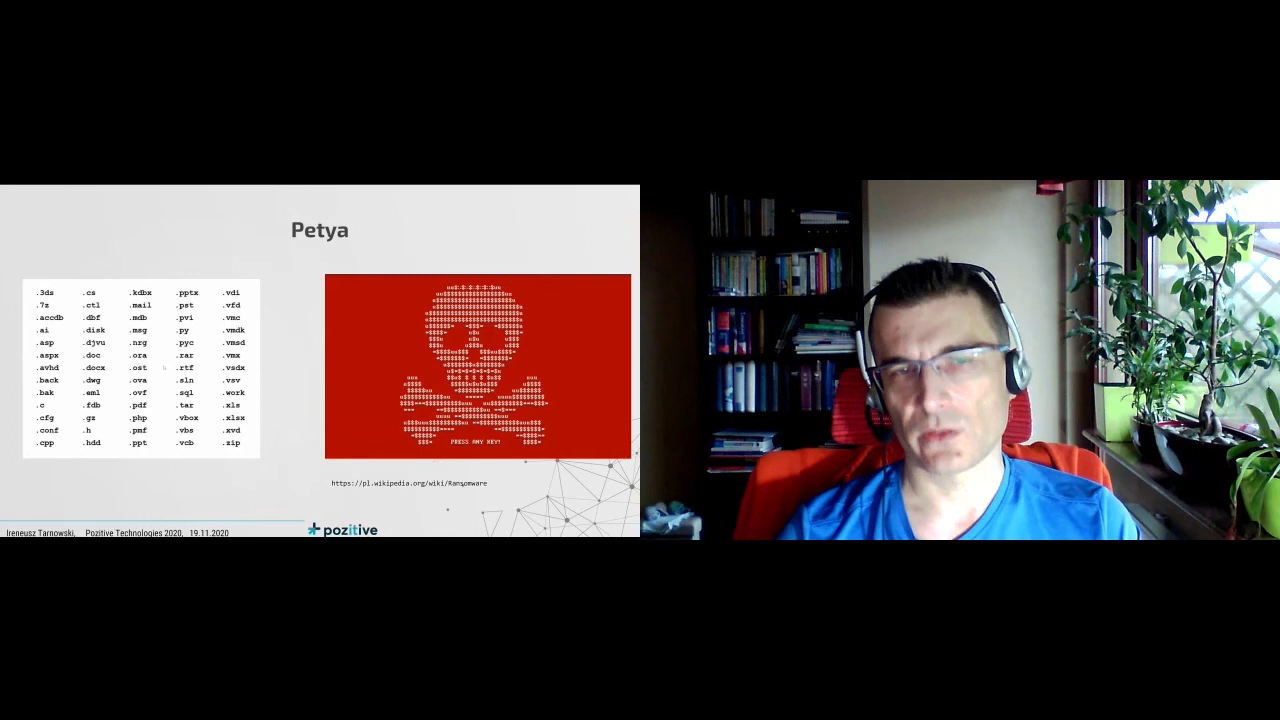 Petya
.3ds .cs .kdbx .pptx .vdi
.7z .ctl .mail .pst .vfd
.accdb .dbf .mdb .pvi .vmc
.ai .disk .msg .py .vmdk
.asp .djvu .nrg .pyc .vmsd
.aspx .doc .ora .rar .vmx
.avhd .docx .ost .rtf .vsdx
.back .dwg .ova .sln .vsv
.bak .eml .ovf .sql .work
.c .fdb .pdf .tar .xls
.cfg .gz .php .vbox .xlsx
.conf .h .pmf .vbs .xvd
.cpp .hdd .ppt .vcb .zip
PRESS ANY KEY!
https://pl.wikipedia.org/wiki/Ransomware
Ireneusz Tarnowski, Pozitive Technologies 2020, 19.11.2020
pozitive